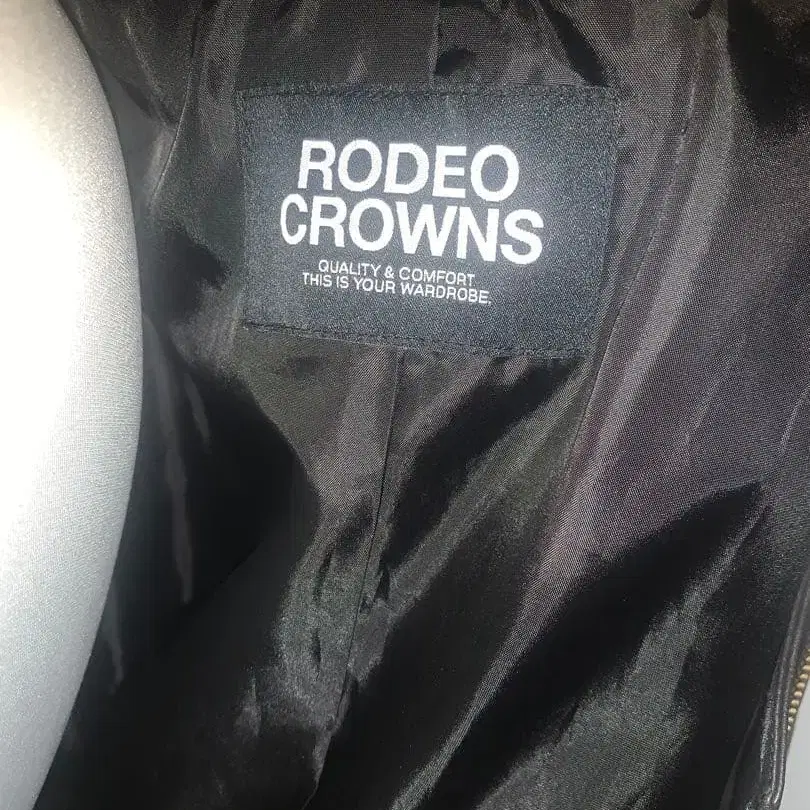 RODEO
CROWNS
QUALITY & COMFORT
THIS IS YOUR WARDROBE.